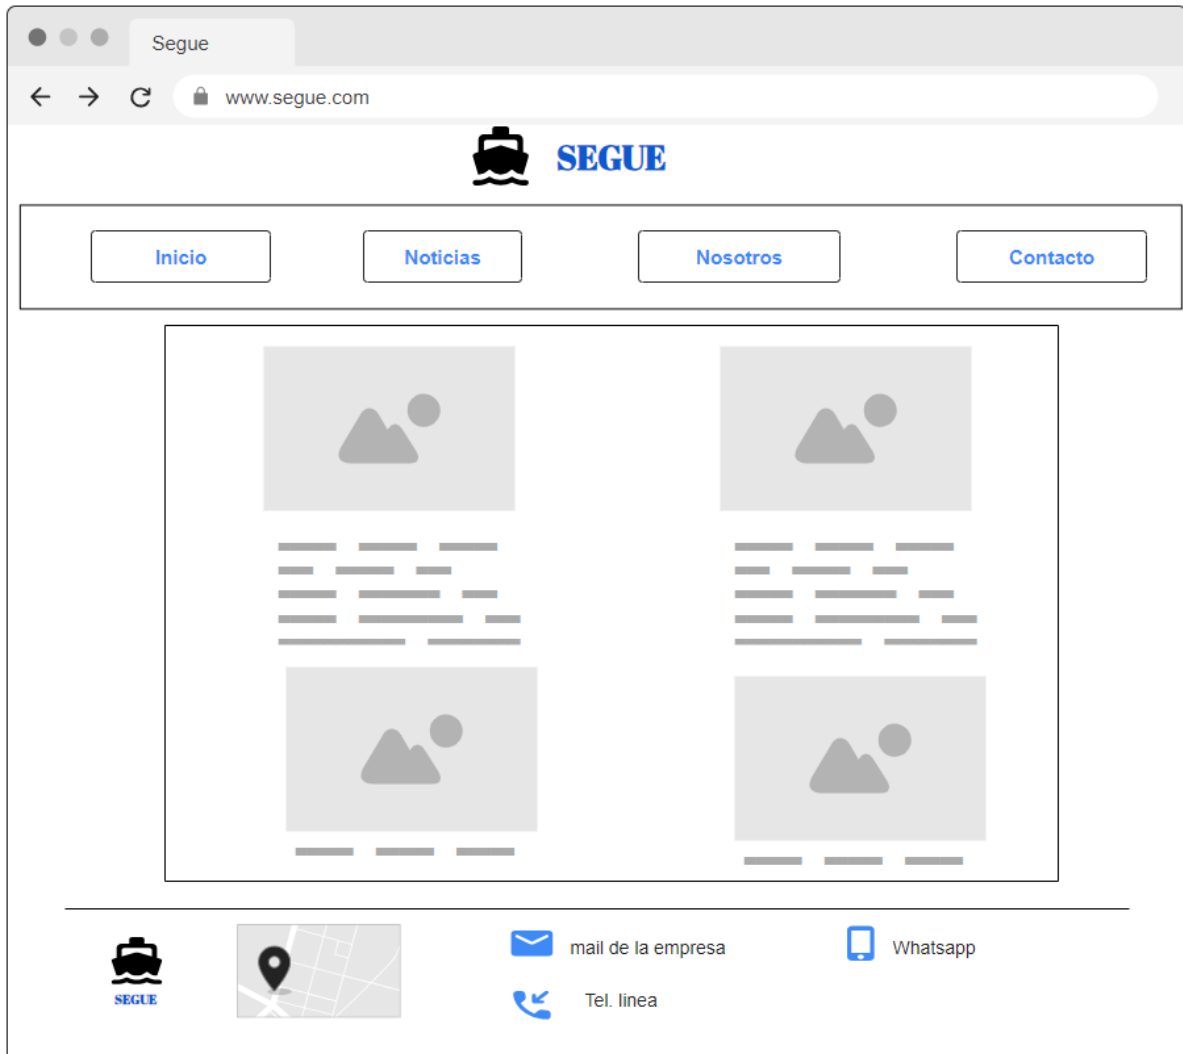 Segue
www.segue.com
SEGUE
Inicio Noticias Nosotros Contacto
mail de la empresa Whatsapp
SEGUE
Tel. linea